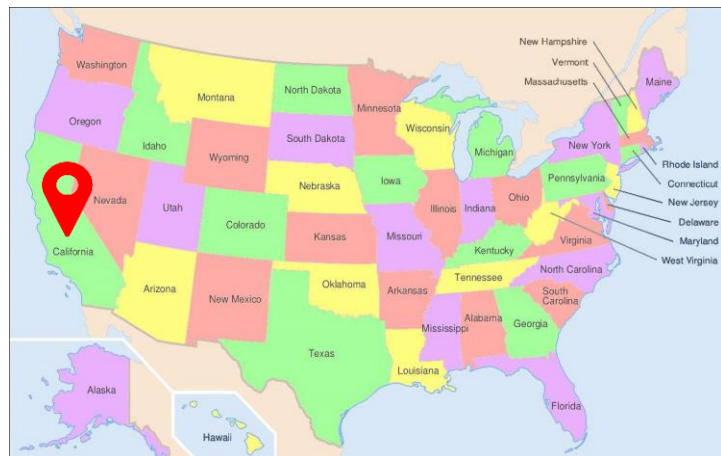 New Hampshire
Vermont
Massachusetts
Washington
Maine
Montana
North Dakota
Minnesota
Oregon
Idaho
Wisconsin
South Dakota
New York
Michigan
Rhode Island
Wyoming
Connecticut
Pennsylvania
Iowa
Nebraska
New Jersey
Nevada
Utah
Illinois
Indiana
Ohio
Delaware
Colorado
Maryland
California
Kansas
Missouri
Virginia
Kentucky
West Virginia
North Carolina
Tennessee
Oklahoma
Arizona
New Mexico
Arkansas
South
Carolina
Mississippi
Alabama
Georgia
Texas
Louisiana
Alaska
Florida
Hawaii